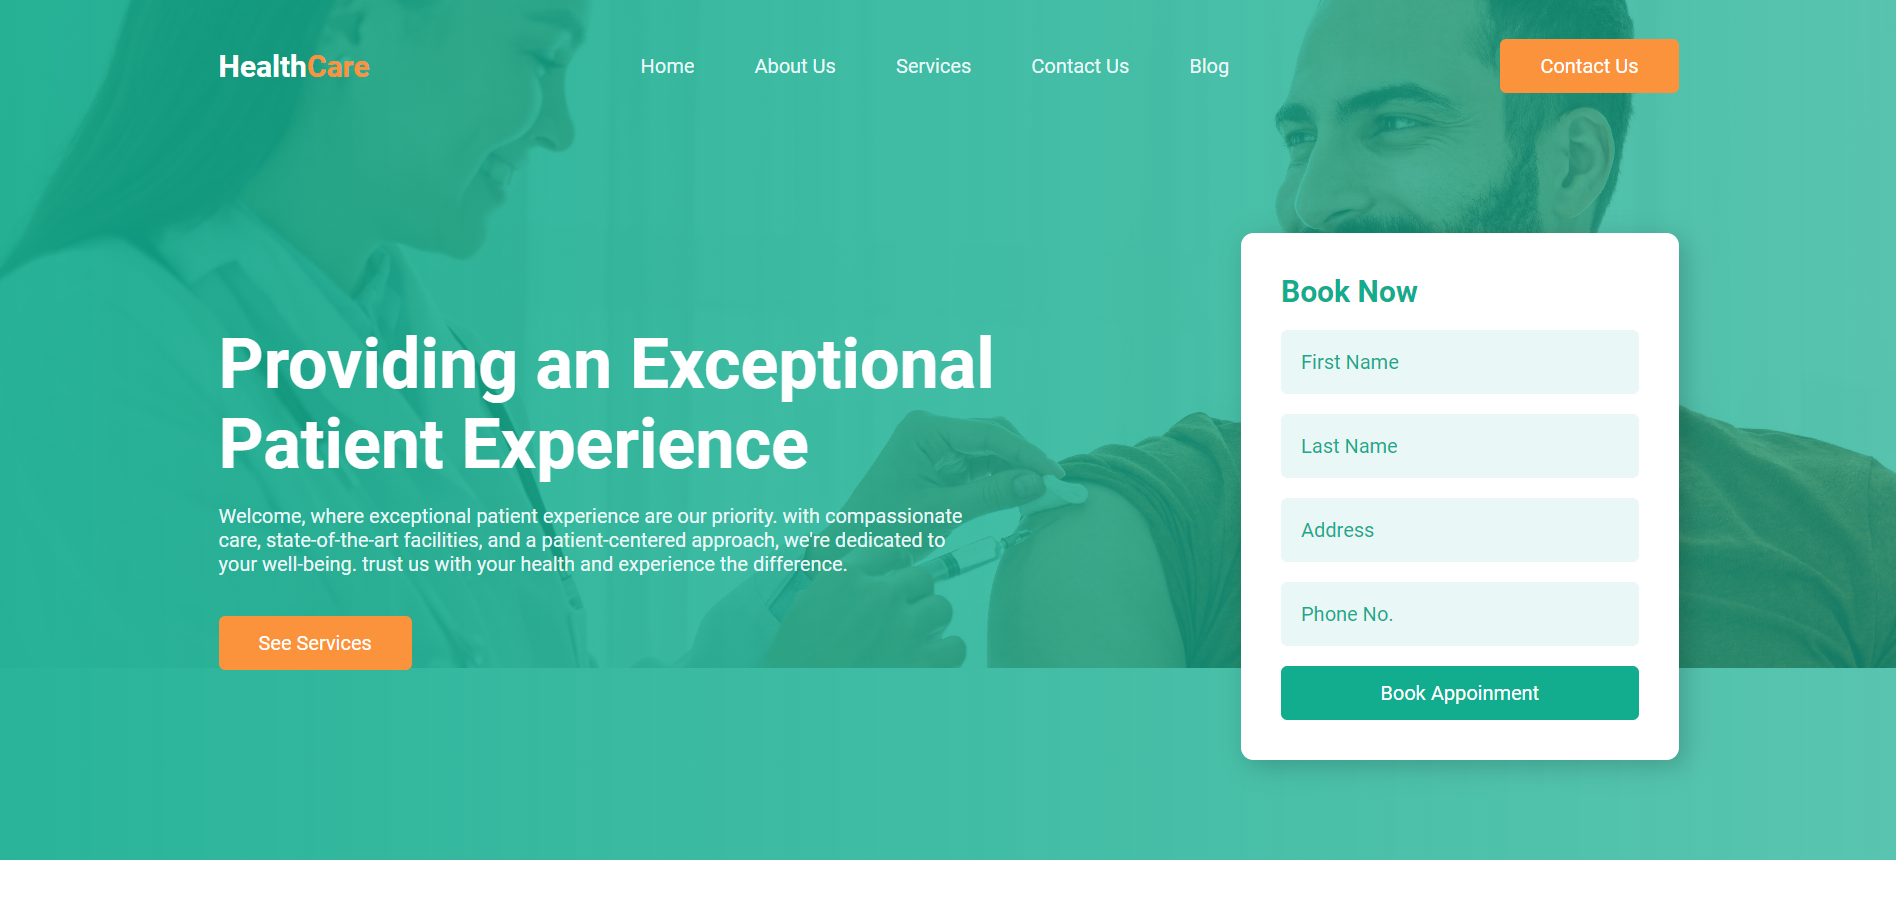 HealthCare
Home
About Us
Services
Contact Us
Blog
Contact Us
Providing an Exceptional
Patient Experience
Welcome, where exceptional patient experience are our priority. with compassionate
care, state-of-the-art facilities, and a patient-centered approach, we're dedicated to
your well-being. trust us with your health and experience the difference.
See Services
Book Now
First Name
Last Name
Address
Phone No.
Book Appoinment